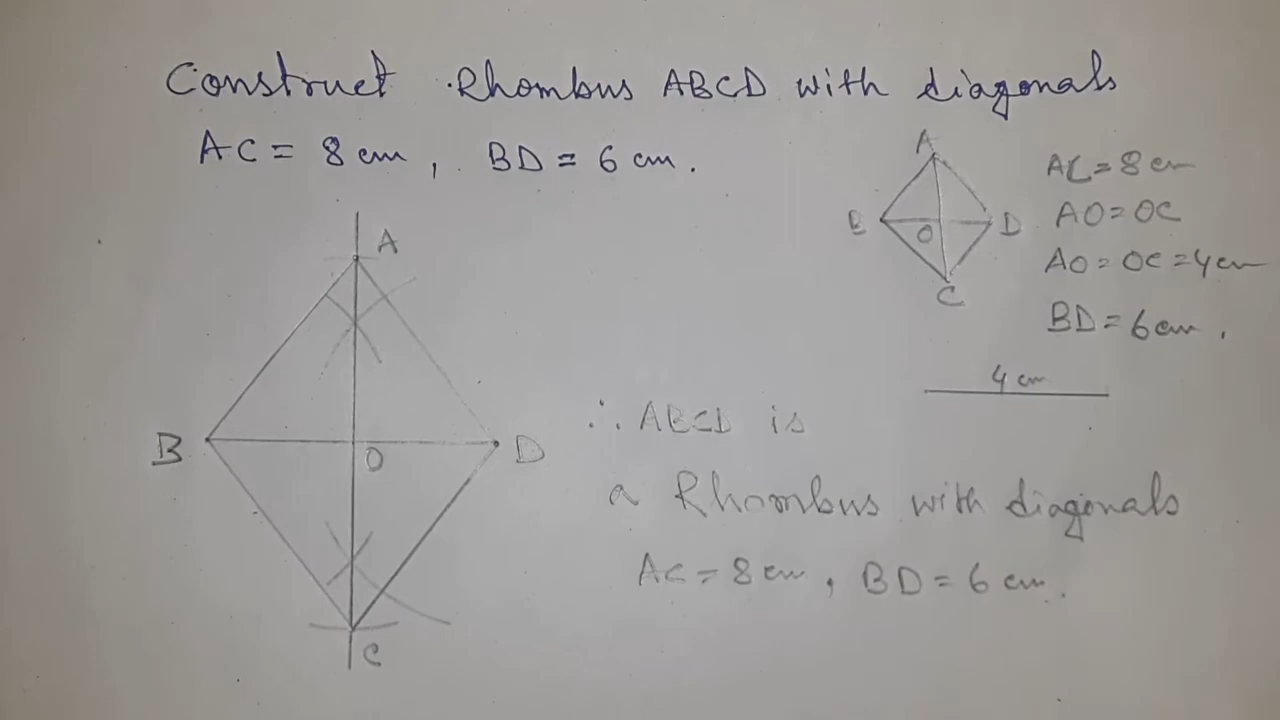 Construct Rhombus ABCD with diagonals
AC = 8 cm, BD = 6 cm.
A
B
O
D
C
AC = 8 cm
AO = OC
AO = OC = 4 cm
BD = 6 cm.
4 cm
A
B
O
D
C
∴ ABCD is
a Rhombus with diagonals
AC = 8 cm, BD = 6 cm.